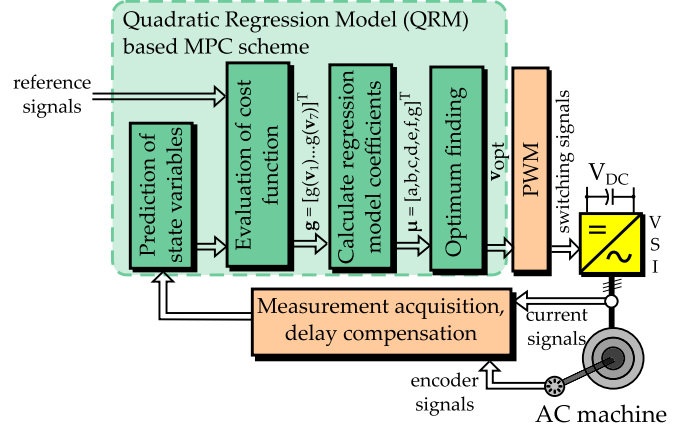 Quadratic Regression Model (QRM)
based MPC scheme
reference
signals
Prediction of
state variables
Evaluation of cost
function
g = [g(v₁)...g(v₇)]ᵀ
Calculate regression
model coefficients
μ = [a,b,c,d,e,f,g]ᵀ
Optimum finding
v_opt
PWM
switching signals
V_DC
V
S
I
Measurement acquisition,
delay compensation
current
signals
encoder
signals
AC machine